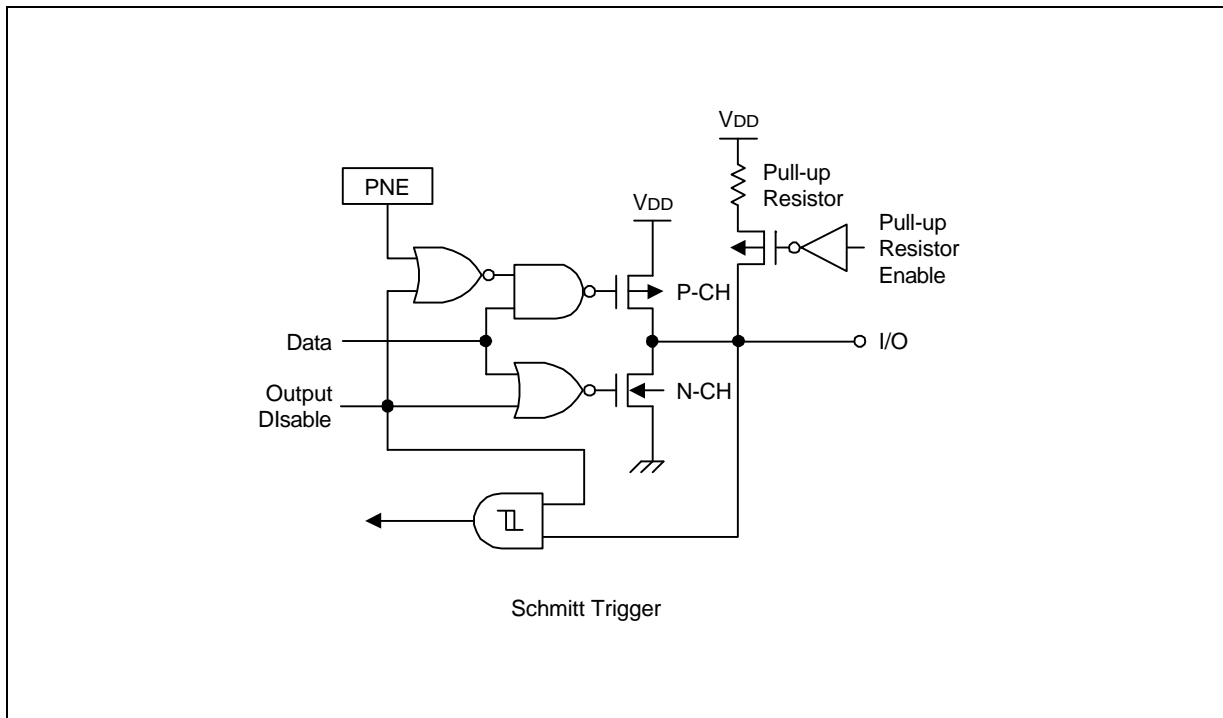 VDD
Pull-up
Resistor
PNE
VDD
Pull-up
Resistor
Enable
P-CH
Data
I/O
Output
DIsable
N-CH
Schmitt Trigger